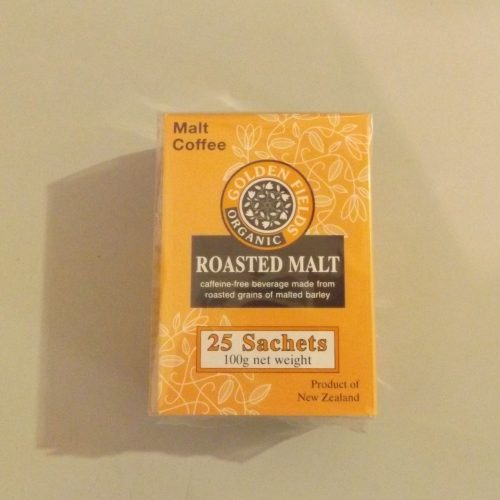 Malt
Coffee
GOLDEN FIELDS
ORGANIC
ROASTED MALT
caffeine-free beverage made from
roasted grains of malted barley
25 Sachets
100g net weight
Product of
New Zealand